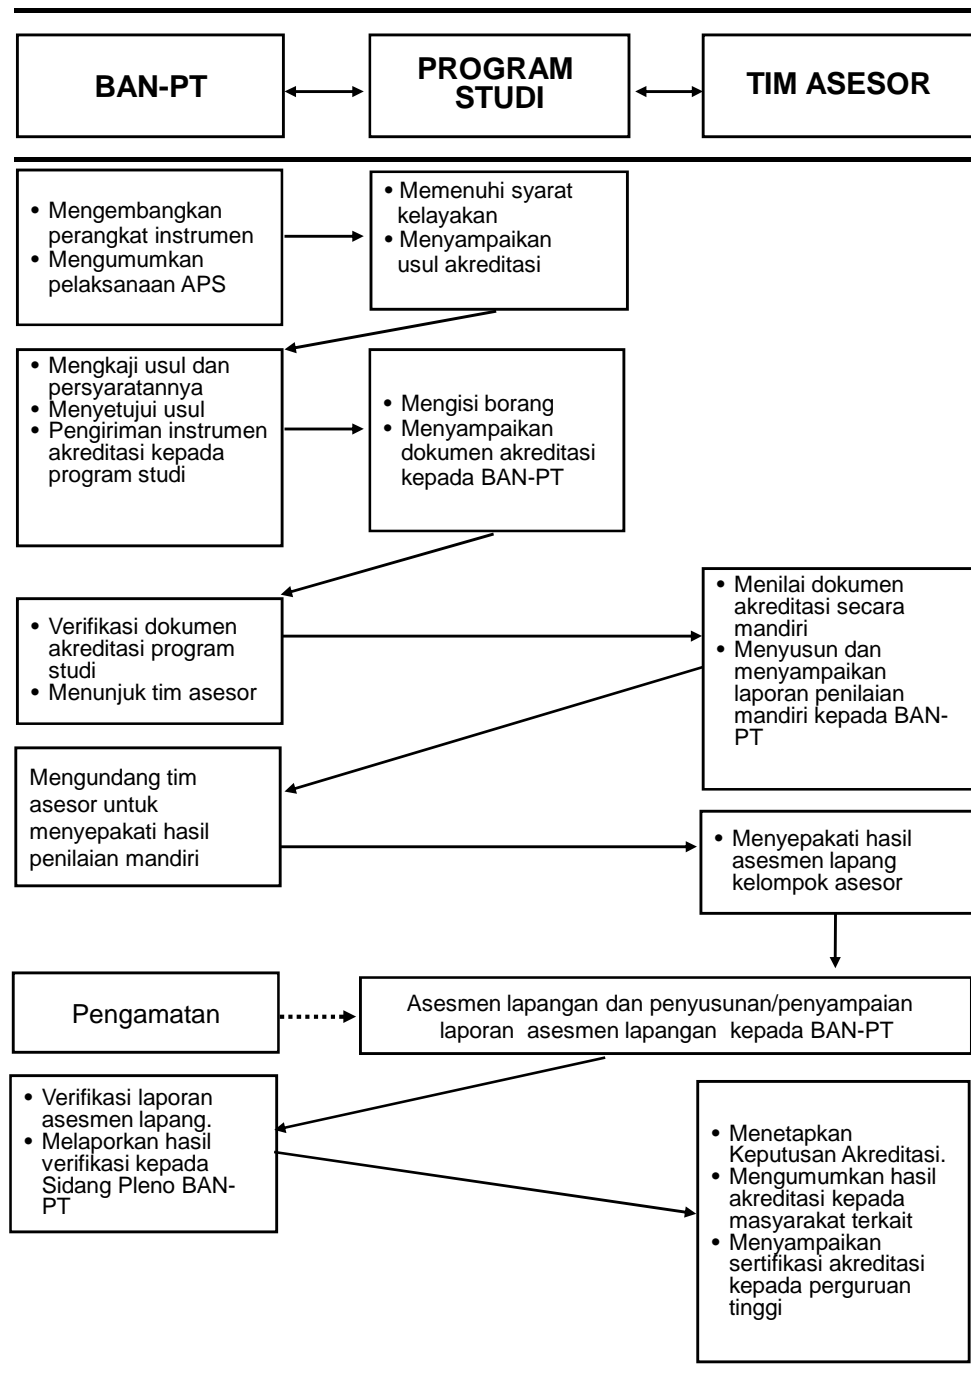 BAN-PT
PROGRAM
STUDI
TIM ASESOR
• Mengembangkan
perangkat instrumen
• Mengumumkan
pelaksanaan APS
• Memenuhi syarat
kelayakan
• Menyampaikan
usul akreditasi
• Mengkaji usul dan
persyaratannya
• Menyetujui usul
• Pengiriman instrumen
akreditasi kepada
program studi
• Mengisi borang
• Menyampaikan
dokumen akreditasi
kepada BAN-PT
• Verifikasi dokumen
akreditasi program
studi
• Menunjuk tim asesor
• Menilai dokumen
akreditasi secara
mandiri
• Menyusun dan
menyampaikan
laporan penilaian
mandiri kepada BAN-
PT
Mengundang tim
asesor untuk
menyepakati hasil
penilaian mandiri
• Menyepakati hasil
asesmen lapang
kelompok asesor
Pengamatan
Asesmen lapangan dan penyusunan/penyampaian
laporan asesmen lapangan kepada BAN-PT
• Verifikasi laporan
asesmen lapang.
• Melaporkan hasil
verifikasi kepada
Sidang Pleno BAN-
PT
• Menetapkan
Keputusan Akreditasi.
• Mengumumkan hasil
akreditasi kepada
masyarakat terkait
• Menyampaikan
sertifikasi akreditasi
kepada perguruan
tinggi